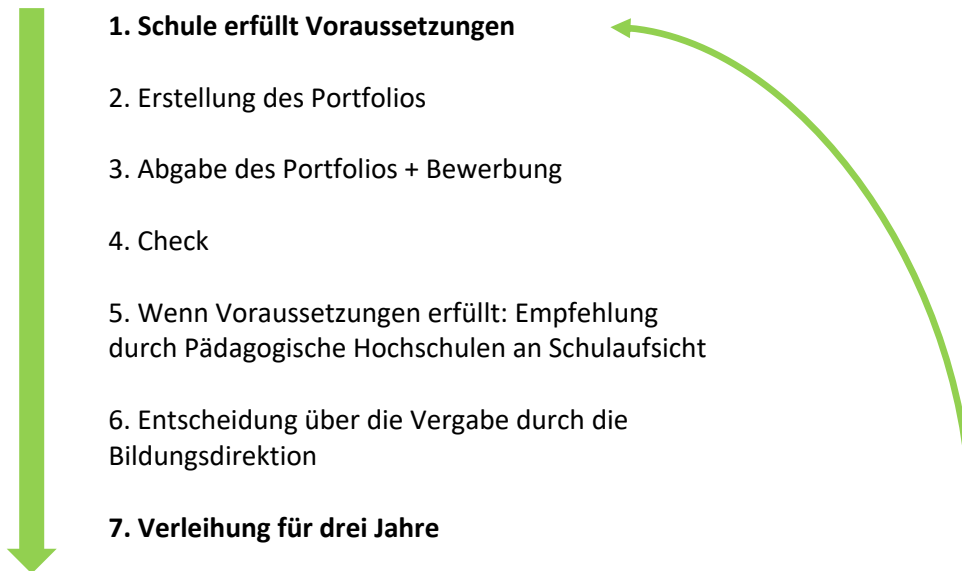 1. Schule erfüllt Voraussetzungen
2. Erstellung des Portfolios
3. Abgabe des Portfolios + Bewerbung
4. Check
5. Wenn Voraussetzungen erfüllt: Empfehlung
durch Pädagogische Hochschulen an Schulaufsicht
6. Entscheidung über die Vergabe durch die
Bildungsdirektion
7. Verleihung für drei Jahre